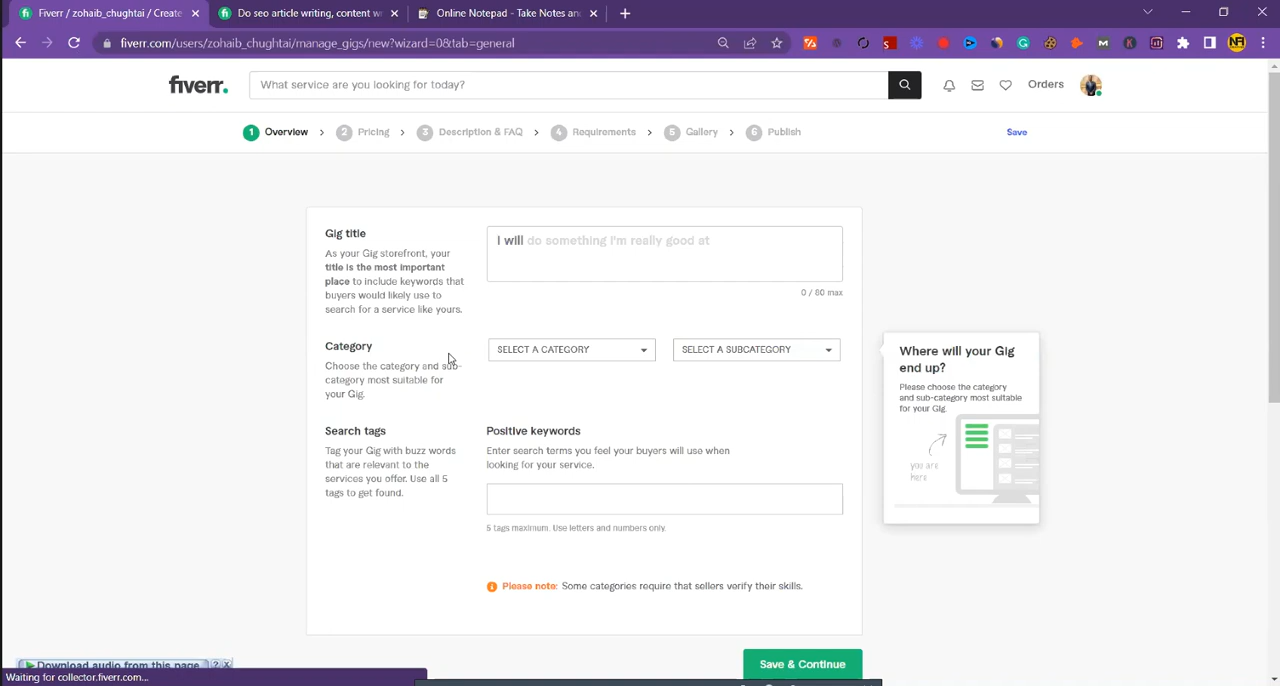 Fiverr / zohaib_chughtai / Create
Do seo article writing, content wr
Online Notepad - Take Notes an
fiverr.com/users/zohaib_chughtai/manage_gigs/new?wizard=0&tab=general
fiverr.
What service are you looking for today?
Orders
1 Overview
2 Pricing
3 Description & FAQ
4 Requirements
5 Gallery
6 Publish
Save
Gig title
As your Gig storefront, your
title is the most important
place to include keywords that
buyers would likely use to
search for a service like yours.
I will do something I'm really good at
0 / 80 max
Category
Choose the category and sub-
category most suitable for
your Gig.
SELECT A CATEGORY
SELECT A SUBCATEGORY
Where will your Gig
end up?
Please choose the category
and sub-category most suitable
for your Gig.
you are
here
Search tags
Tag your Gig with buzz words
that are relevant to the
services you offer. Use all 5
tags to get found.
Positive keywords
Enter search terms you feel your buyers will use when
looking for your service.
5 tags maximum. Use letters and numbers only.
Please note: Some categories require that sellers verify their skills.
Save & Continue
Download audio from this page
Waiting for collector.fiverr.com...